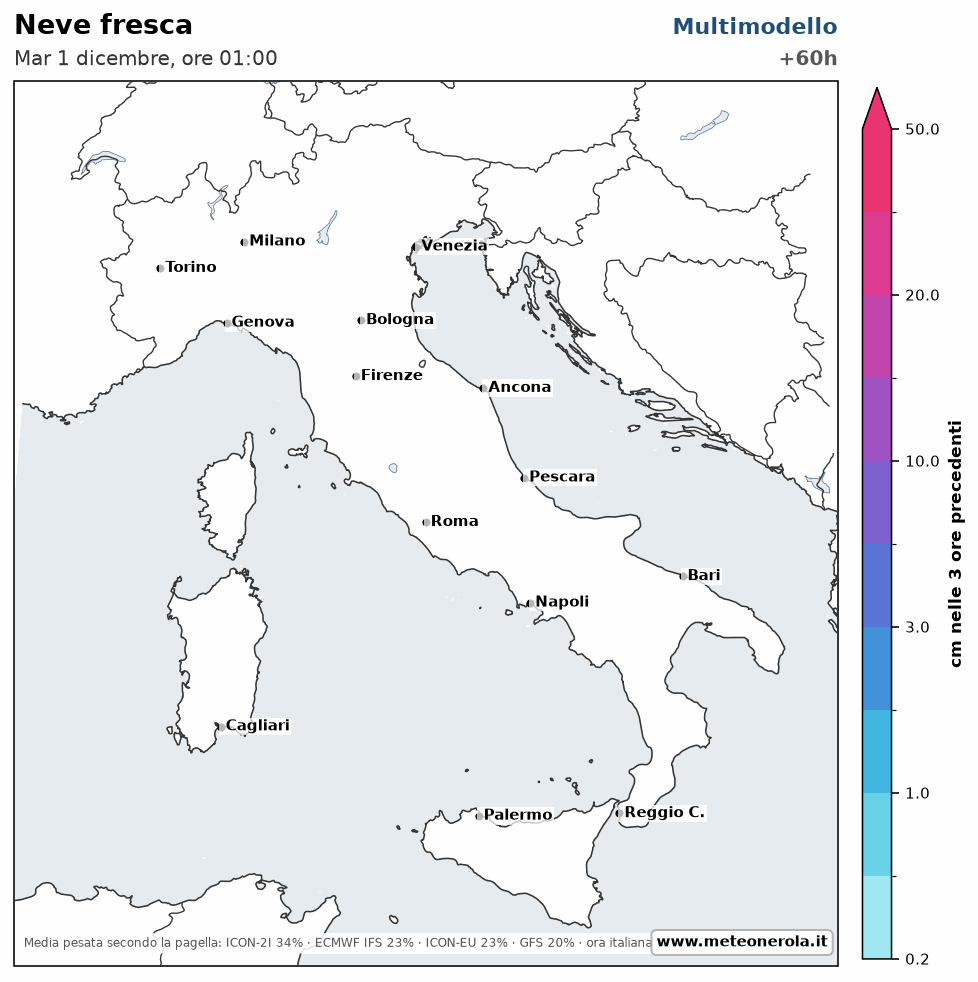 Neve fresca
Multimodello
Mar 1 dicembre, ore 01:00
+60h
50.0
20.0
10.0
3.0
1.0
0.2
cm nelle 3 ore precedenti
Milano
Venezia
Torino
Genova
Bologna
Firenze
Ancona
Pescara
Roma
Bari
Napoli
Cagliari
Palermo
Reggio C.
Media pesata secondo la pagella: ICON-2I 34% · ECMWF IFS 23% · ICON-EU 23% · GFS 20% · ora italiana
www.meteonerola.it